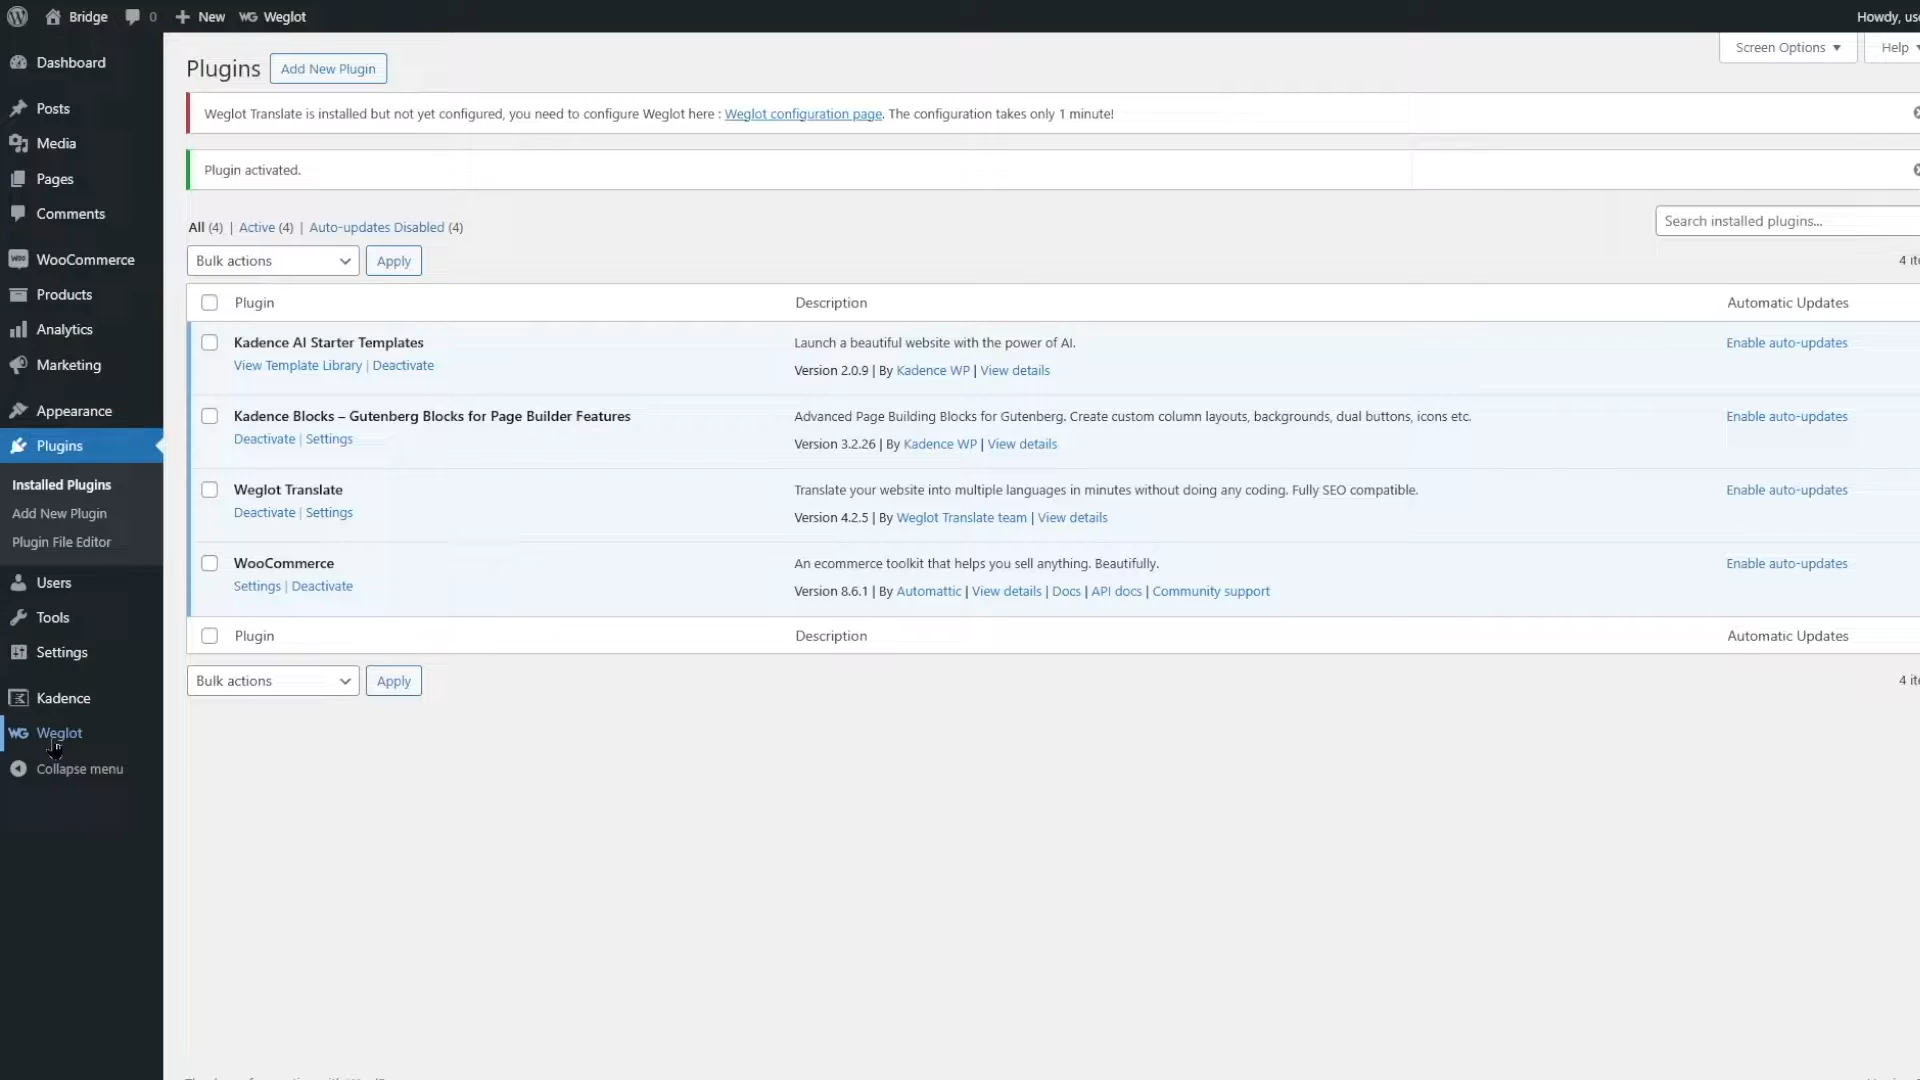 Bridge 0 New WG Weglot Howdy,
Screen Options Help
Plugins Add New Plugin
Weglot Translate is installed but not yet configured, you need to configure Weglot here : Weglot configuration page. The configuration takes only 1 minute!
Plugin activated.
All (4) | Active (4) | Auto-updates Disabled (4)
Search installed plugins...
Bulk actions Apply
4
Plugin Description Automatic Updates
Kadence AI Starter Templates Launch a beautiful website with the power of AI. Enable auto-updates
View Template Library | Deactivate Version 2.0.9 | By Kadence WP | View details
Kadence Blocks – Gutenberg Blocks for Page Builder Features Advanced Page Building Blocks for Gutenberg. Create custom column layouts, backgrounds, dual buttons, icons etc. Enable auto-updates
Deactivate | Settings Version 3.2.26 | By Kadence WP | View details
Weglot Translate Translate your website into multiple languages in minutes without doing any coding. Fully SEO compatible. Enable auto-updates
Deactivate | Settings Version 4.2.5 | By Weglot Translate team | View details
WooCommerce An ecommerce toolkit that helps you sell anything. Beautifully. Enable auto-updates
Settings | Deactivate Version 8.6.1 | By Automattic | View details | Docs | API docs | Community support
Plugin Description Automatic Updates
Bulk actions Apply
4
Dashboard
Posts
Media
Pages
Comments
WooCommerce
Products
Analytics
Marketing
Appearance
Plugins
Installed Plugins
Add New Plugin
Plugin File Editor
Users
Tools
Settings
Kadence
WG Weglot
Collapse menu